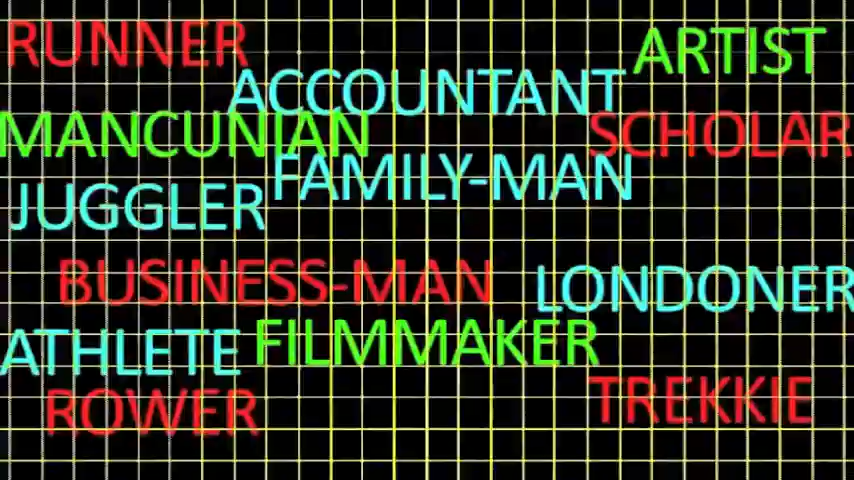 RUNNER
ARTIST
ACCOUNTANT
MANCUNIAN
SCHOLAR
FAMILY-MAN
JUGGLER
BUSINESS-MAN
LONDONER
ATHLETE
FILMMAKER
ROWER
TREKKIE